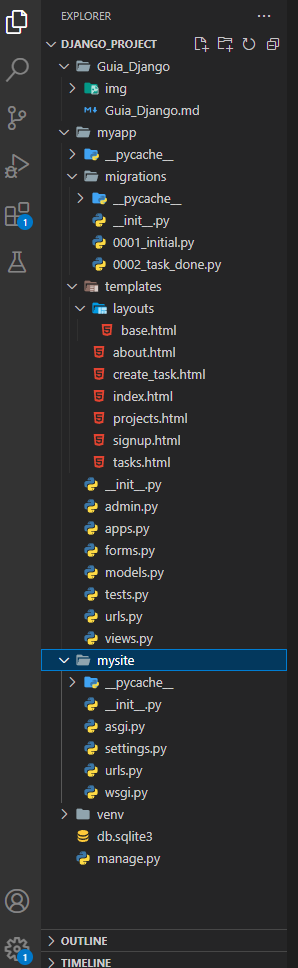 EXPLORER
DJANGO_PROJECT
Guia_Django
img
Guia_Django.md
myapp
__pycache__
migrations
__pycache__
__init__.py
0001_initial.py
0002_task_done.py
templates
layouts
base.html
about.html
create_task.html
index.html
projects.html
signup.html
tasks.html
__init__.py
admin.py
apps.py
forms.py
models.py
tests.py
urls.py
views.py
mysite
__pycache__
__init__.py
asgi.py
settings.py
urls.py
wsgi.py
venv
db.sqlite3
manage.py
OUTLINE
TIMELINE
1
1